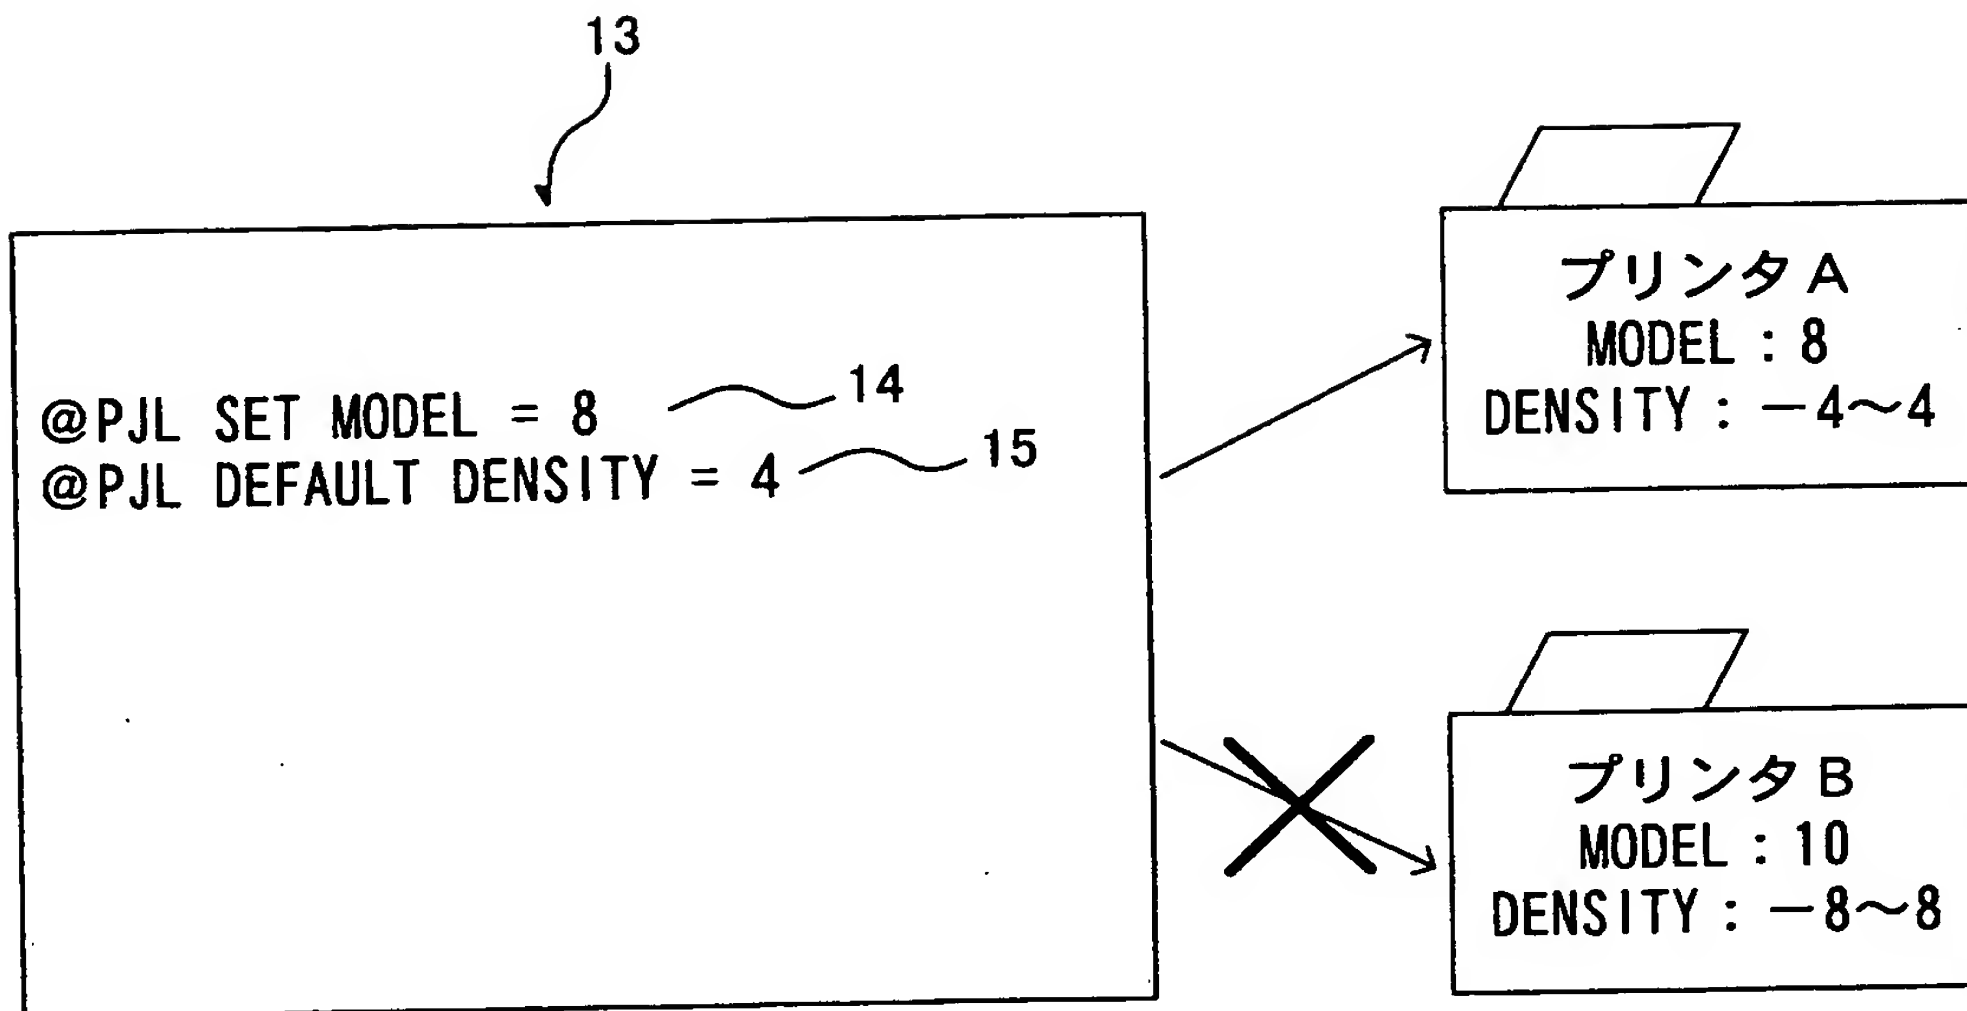 13
@PJL SET MODEL = 8
14
@PJL DEFAULT DENSITY = 4
15
プリンタA
MODEL : 8
DENSITY : −4〜4
プリンタB
MODEL : 10
DENSITY : −8〜8